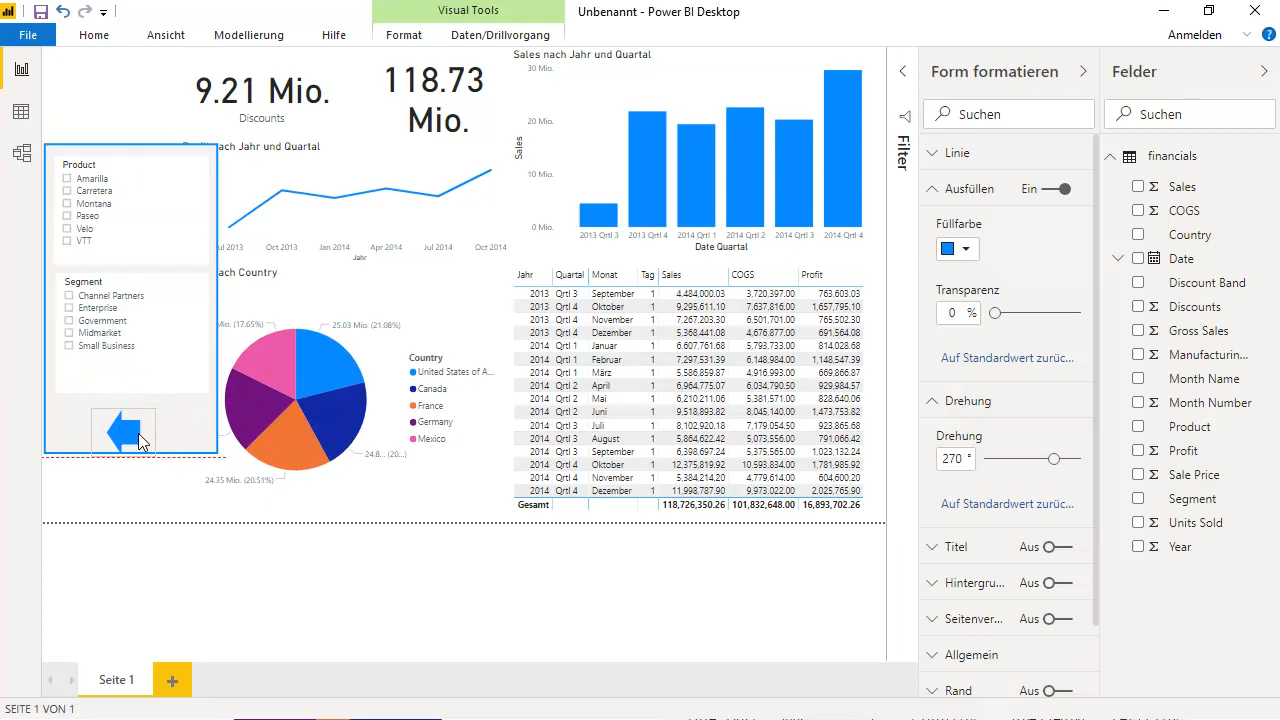 Visual Tools
Unbenannt - Power BI Desktop
File
Home
Ansicht
Modellierung
Hilfe
Format
Daten/Drillvorgang
Anmelden
9.21 Mio.
Discounts
118.73
Mio.
nach Jahr und Quartal
Oct 2013
Jan 2014
Apr 2014
Jul 2014
Oct 2014
Jahr
Product
Amarilla
Carretera
Montana
Paseo
Velo
VTT
Segment
Channel Partners
Enterprise
Government
Midmarket
Small Business
ach Country
Mio. (17.65%)
25.03 Mio. (21.08%)
24.8... (20...)
24.35 Mio. (20.51%)
Country
United States of A...
Canada
France
Germany
Mexico
Sales nach Jahr und Quartal
30 Mio.
20 Mio.
10 Mio.
0 Mio.
Sales
2013 Qrtl 3
2013 Qrtl 4
2014 Qrtl 1
2014 Qrtl 2
2014 Qrtl 3
2014 Qrtl 4
Date Quartal
Jahr Quartal Monat Tag Sales COGS Profit
2013 Qrtl 3 September 1 4.484.000.03 3.720.397.00 763,603.03
2013 Qrtl 4 Oktober 1 9.295,611.10 7,637,816.00 1,657,795.10
2013 Qrtl 4 November 1 7.267,203.30 6,501,701.00 765,502.30
2013 Qrtl 4 Dezember 1 5,368,441.08 4,676,877.00 691,564.08
2014 Qrtl 1 Januar 1 6,607,761.68 5,793,733.00 814,028.68
2014 Qrtl 1 Februar 1 7,297,531.39 6,148,984.00 1,148,547.39
2014 Qrtl 1 März 1 5,586,859.87 4,916,993.00 669,866.87
2014 Qrtl 2 April 1 6,964,775.07 6,034,790.50 929,984.57
2014 Qrtl 2 Mai 1 6,210,211.06 5,381,571.00 828,640.06
2014 Qrtl 2 Juni 1 9,518,893.82 8,045,140.00 1,473,753.82
2014 Qrtl 3 Juli 1 8,102,920.18 7,179,054.50 923,865.68
2014 Qrtl 3 August 1 5,864,622.42 5,073,556.00 791,066.42
2014 Qrtl 3 September 1 6,398,697.24 5,375,565.00 1,023,132.24
2014 Qrtl 4 Oktober 1 12,375,819.92 10,593,834.00 1,781,985.92
2014 Qrtl 4 November 1 5,384,214.20 4,779,614.00 604,600.20
2014 Qrtl 4 Dezember 1 11,998,787.90 9,973,022.00 2,025,765.90
Gesamt 118,726,350.26 101,832,648.00 16,893,702.26
Filter
Form formatieren
Suchen
Linie
Ausfüllen Ein
Füllfarbe
Transparenz
0 %
Auf Standardwert zurüc...
Drehung
Drehung
270 °
Auf Standardwert zurüc...
Titel Aus
Hintergru... Aus
Seitenver... Aus
Allgemein
Rand Aus
Felder
Suchen
financials
Sales
COGS
Country
Date
Discount Band
Discounts
Gross Sales
Manufacturin...
Month Name
Month Number
Product
Profit
Sale Price
Segment
Units Sold
Year
Seite 1
SEITE 1 VON 1